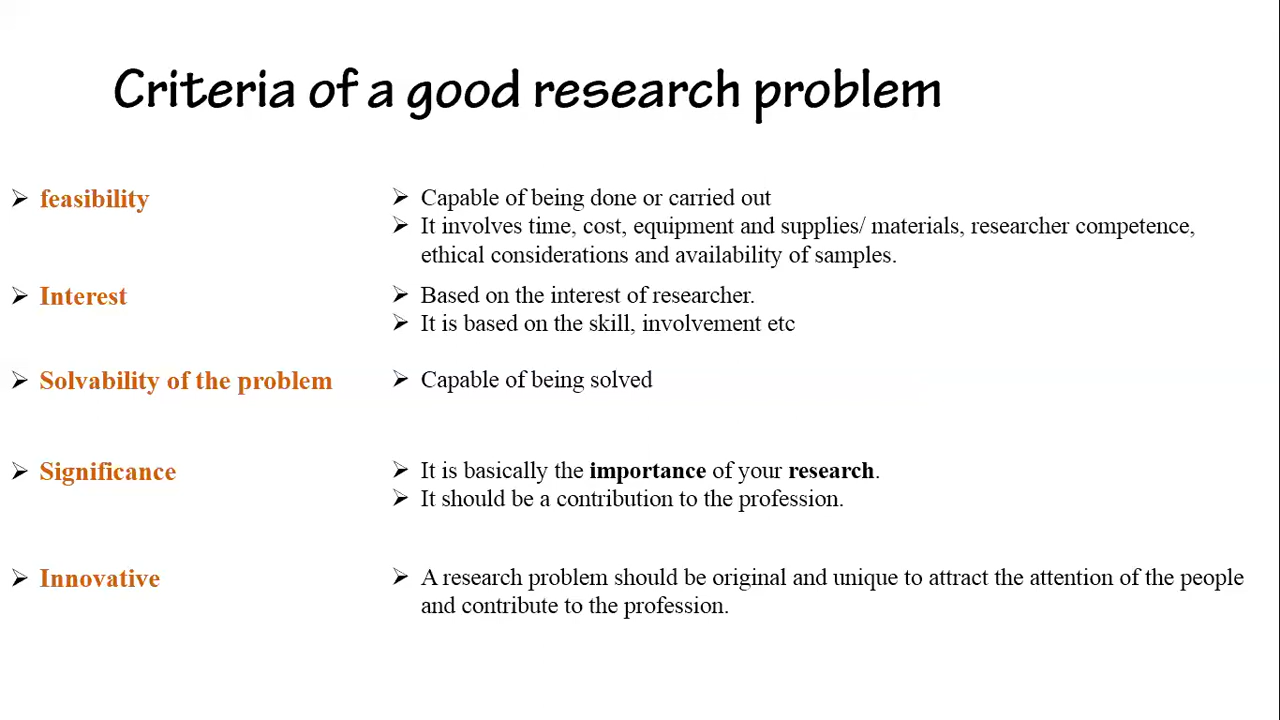 Criteria of a good research problem
➢ feasibility
➢ Capable of being done or carried out
➢ It involves time, cost, equipment and supplies/ materials, researcher competence,
ethical considerations and availability of samples.
➢ Interest
➢ Based on the interest of researcher.
➢ It is based on the skill, involvement etc
➢ Solvability of the problem
➢ Capable of being solved
➢ Significance
➢ It is basically the importance of your research.
➢ It should be a contribution to the profession.
➢ Innovative
➢ A research problem should be original and unique to attract the attention of the people
and contribute to the profession.